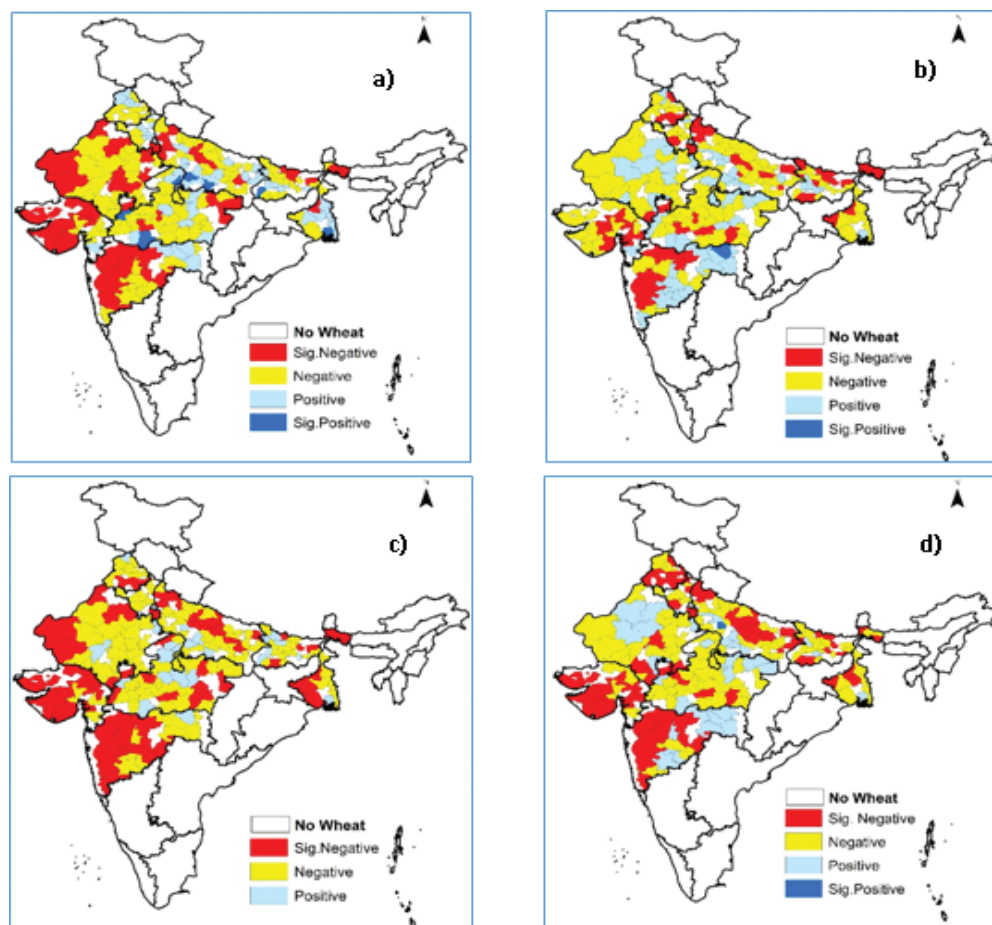 a)
No Wheat
Sig.Negative
Negative
Positive
Sig.Positive
b)
No Wheat
Sig.Negative
Negative
Positive
Sig.Positive
c)
No Wheat
Sig.Negative
Negative
Positive
d)
No Wheat
Sig. Negative
Negative
Positive
Sig.Positive